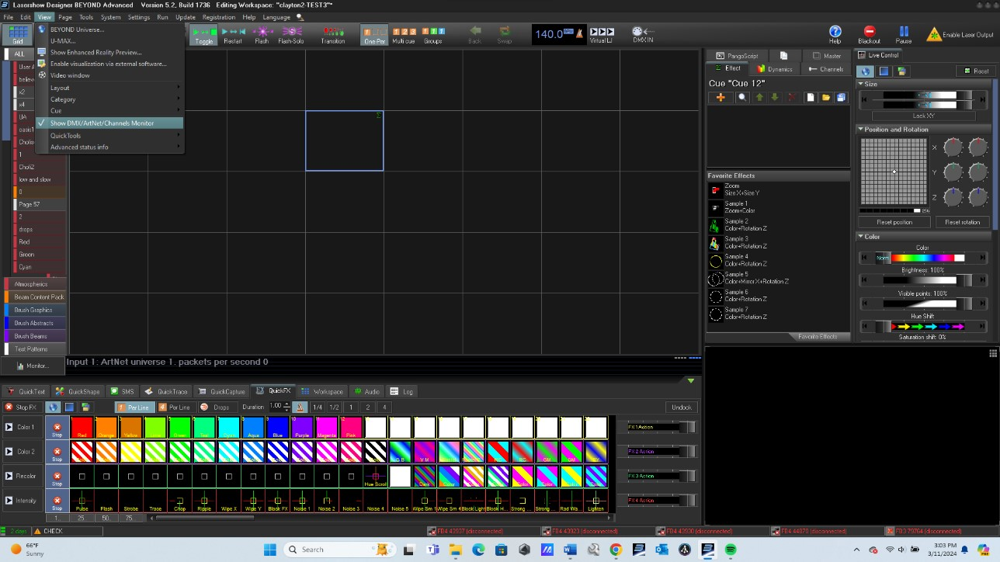 Lasershow Designer BEYOND Advanced  Version 5.2, Build 1736  Editing Workspace: "clayton2-TEST3"*
File Edit View Page Tools System Settings Run Update Registration Help Language
Grid
Toggle Restart Flash Flash-Solo Transition One-Per Multi cue Groups Back Swap 140.0 BPM Virtual LJ DMX IN Help Blackout Pause Enable Laser Output
BEYOND Universe...
U-MAX...
Show Enhanced Reality Preview...
Enable visualization via external software...
Video window
Layout
Category
Cue
Show DMX/ArtNet/Channels Monitor
QuickTools
Advanced status info
ALL
User A
believe
x2
x4
UA
oasis1
Cholis
1
Choli2
low and slow
0
Page 57
2
drops
Red
Green
Cyan
Atmospherics
Beam Content Pack
Brush Graphics
Brush Abstracts
Brush Beams
Test Patterns
Monitor...
Input 1: ArtNet universe 1. packets per second 0
PangoScript Master
Effect Dynamics Channels
Cue "Cue 12"
Favorite Effects
Zoom
Size X+Size Y
Sample 1
Zoom+Color
Sample 2
Color+Rotation Z
Sample 3
Color+Rotation Z
Sample 4
Color+Rotation Z
Sample 5
Color+Mirror X+Rotation Z
Sample 6
Color+Rotation Z
Sample 7
Color+Rotation Z
Favorite Effects
Live Control
Reset
Size
Lock XY
Position and Rotation
X
Y
Z
256
Reset position Reset rotation
Color
Color
Norm
Brightness: 100%
Visible points: 100%
Hue Shift
Saturation shift: 0%
QuickText QuickShape SMS QuickTrace QuickCapture QuickFX Workspace Audio Log
Stop FX Per Line Per Line Drops Duration 1.00 1/4 1/2 1 2 4 Undock
Color 1 Stop Red Orange Yellow Green Teal Aqua Blue Purple Magenta Pink FX 1 Action
Color 2 Stop G B V M FX 2 Action
Recolor Stop Hue Scroll FX 3 Action
Intensity Stop Pulse Flash Strobe Trace Chop Ripple Wipe X Wipe Y Black FX Noise 1 Noise 2 Noise 3 Noise 4 Noise 5 Wipe Sm 1 Wipe Sm 4 Blook Light Blook H... Strong ... Strong ... Rad Wa... Lighten FX 4 Action
1... 25 50.. 75...
2 days CHECK FB4 43937 (disconnected) FB4 43923 (disconnected) FB4 43930 (disconnected) FB4 44870 (disconnected) FB3 79764 (disconnected)
66°F
Sunny
Search
3:03 PM
3/11/2024